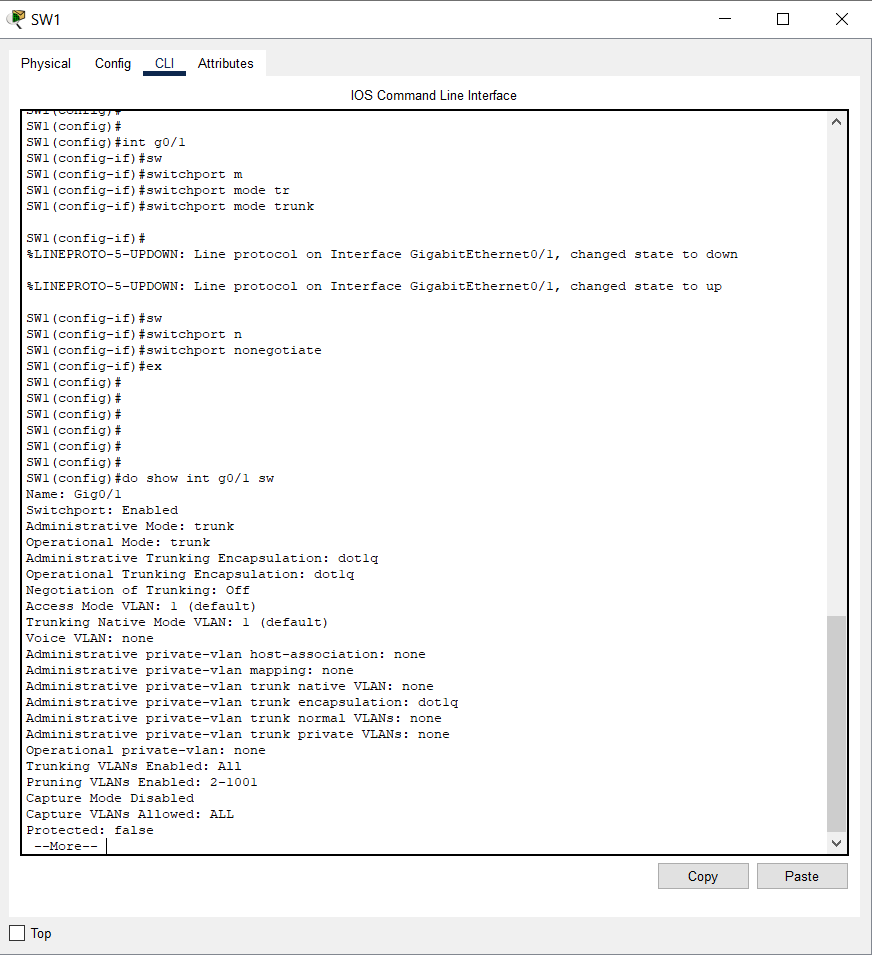 SW1
Physical Config CLI Attributes
IOS Command Line Interface
SW1(config)#
SW1(config)#
SW1(config)#int g0/1
SW1(config-if)#sw
SW1(config-if)#switchport m
SW1(config-if)#switchport mode tr
SW1(config-if)#switchport mode trunk
SW1(config-if)#
%LINEPROTO-5-UPDOWN: Line protocol on Interface GigabitEthernet0/1, changed state to down
%LINEPROTO-5-UPDOWN: Line protocol on Interface GigabitEthernet0/1, changed state to up
SW1(config-if)#sw
SW1(config-if)#switchport n
SW1(config-if)#switchport nonegotiate
SW1(config-if)#ex
SW1(config)#
SW1(config)#
SW1(config)#
SW1(config)#
SW1(config)#
SW1(config)#
SW1(config)#do show int g0/1 sw
Name: Gig0/1
Switchport: Enabled
Administrative Mode: trunk
Operational Mode: trunk
Administrative Trunking Encapsulation: dot1q
Operational Trunking Encapsulation: dot1q
Negotiation of Trunking: Off
Access Mode VLAN: 1 (default)
Trunking Native Mode VLAN: 1 (default)
Voice VLAN: none
Administrative private-vlan host-association: none
Administrative private-vlan mapping: none
Administrative private-vlan trunk native VLAN: none
Administrative private-vlan trunk encapsulation: dot1q
Administrative private-vlan trunk normal VLANs: none
Administrative private-vlan trunk private VLANs: none
Operational private-vlan: none
Trunking VLANs Enabled: All
Pruning VLANs Enabled: 2-1001
Capture Mode Disabled
Capture VLANs Allowed: ALL
Protected: false
--More--
Copy Paste
Top